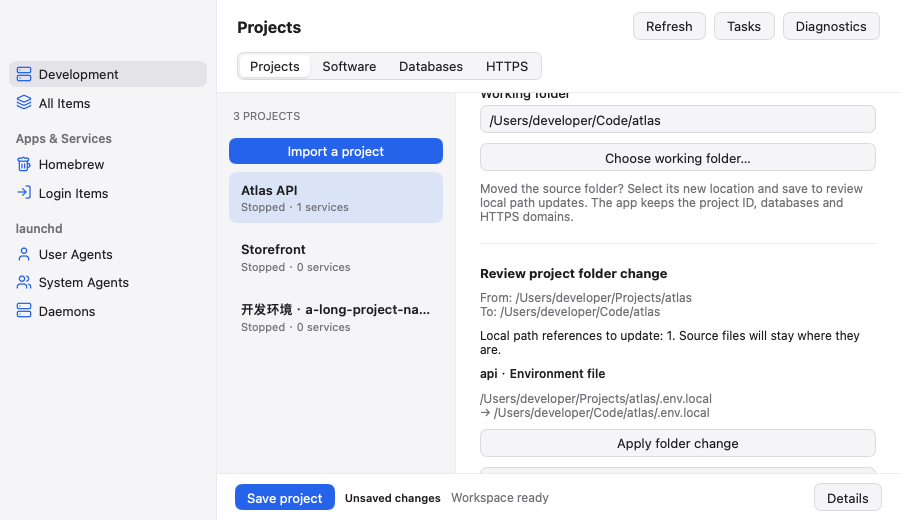 Development
All Items
Apps & Services
Homebrew
Login Items
launchd
User Agents
System Agents
Daemons
Projects
Refresh
Tasks
Diagnostics
Projects
Software
Databases
HTTPS
3 PROJECTS
Import a project
Atlas API
Stopped · 1 services
Storefront
Stopped · 0 services
开发环境 · a-long-project-na...
Stopped · 0 services
Working folder
/Users/developer/Code/atlas
Choose working folder...
Moved the source folder? Select its new location and save to review
local path updates. The app keeps the project ID, databases and
HTTPS domains.
Review project folder change
From: /Users/developer/Projects/atlas
To: /Users/developer/Code/atlas
Local path references to update: 1. Source files will stay where they
are.
api · Environment file
/Users/developer/Projects/atlas/.env.local
→ /Users/developer/Code/atlas/.env.local
Apply folder change
Save project
Unsaved changes
Workspace ready
Details